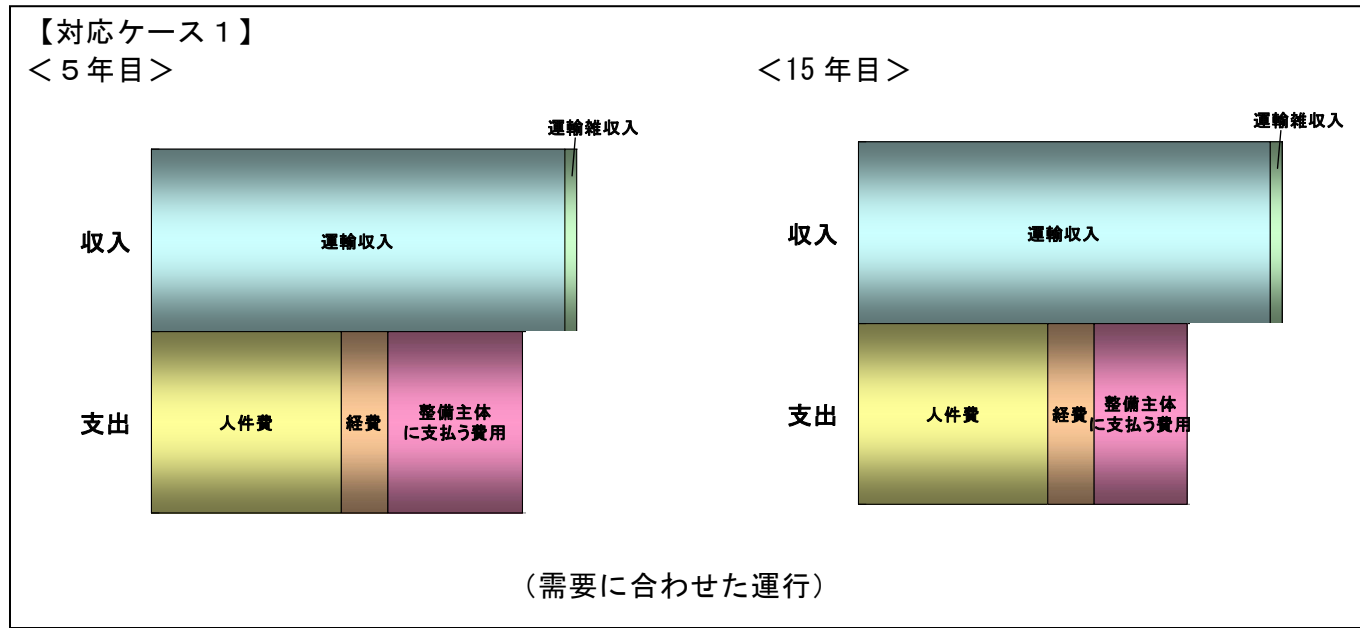 【対応ケース１】
＜５年目＞
＜15年目＞
運輸雑収入
収入
運輸収入
支出
人件費
経費
整備主体
に支払う費用
運輸雑収入
収入
運輸収入
支出
人件費
経費
整備主体
に支払う費用
（需要に合わせた運行）